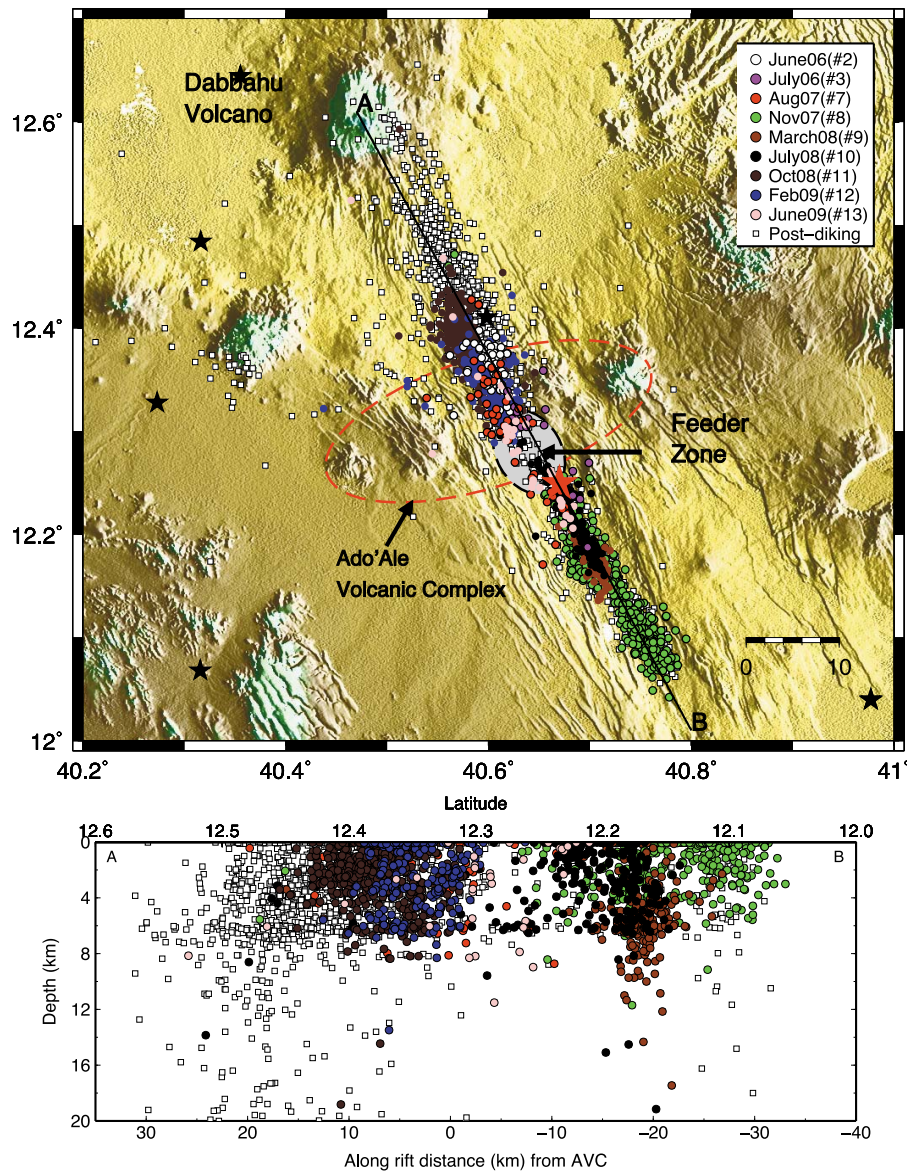 Dabbahu
Volcano
A
June06(#2)
July06(#3)
Aug07(#7)
Nov07(#8)
March08(#9)
July08(#10)
Oct08(#11)
Feb09(#12)
June09(#13)
Post-diking
12.6°
12.4°
12.2°
12°
Feeder
Zone
Ado'Ale
Volcanic Complex
0 10
B
40.2° 40.4° 40.6° 40.8° 41°
Latitude
12.6 12.5 12.4 12.3 12.2 12.1 12.0
A B
0
4
8
12
16
20
Depth (km)
30 20 10 0 -10 -20 -30 -40
Along rift distance (km) from AVC